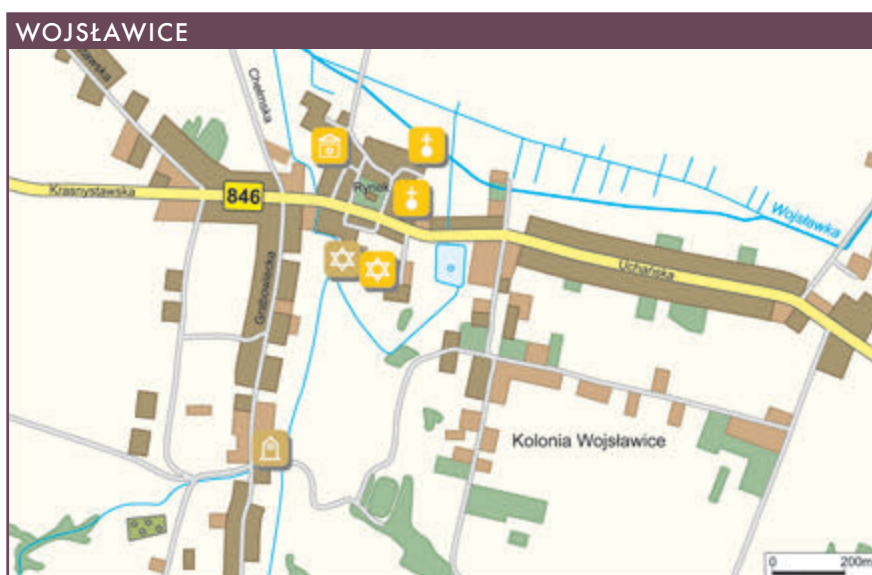 WOJSŁAWICE
Chełmska
Rynek
Krasnystawska
846
Wojsławka
Uchańska
Grabowiecka
Kolonia Wojsławice
0 200m